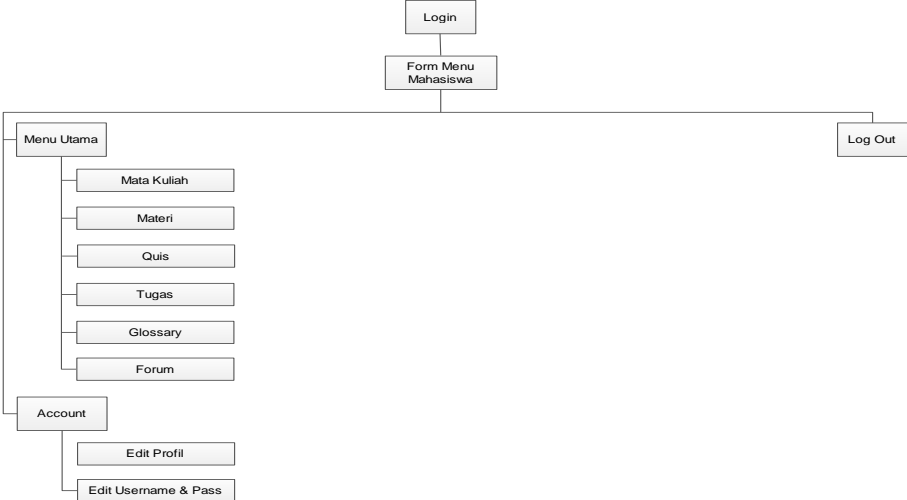 Login
Form Menu
Mahasiswa
Menu Utama
Log Out
Mata Kuliah
Materi
Quis
Tugas
Glossary
Forum
Account
Edit Profil
Edit Username & Pass